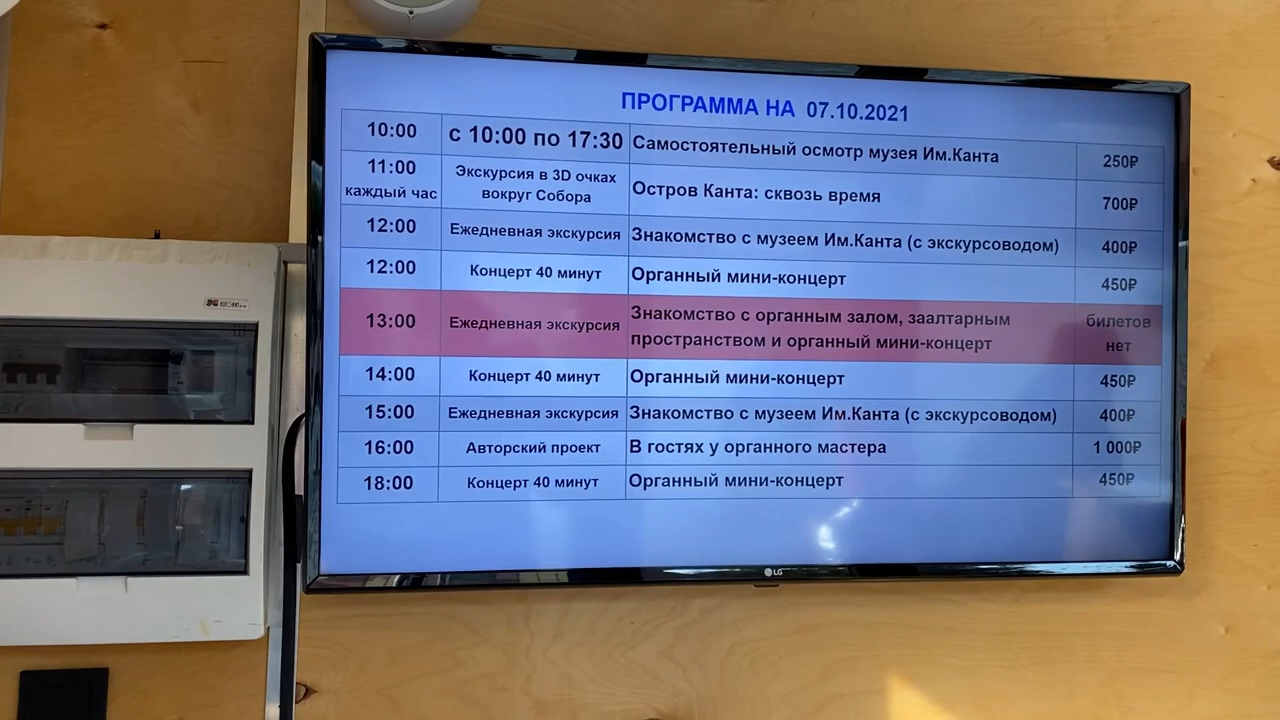 ПРОГРАММА НА 07.10.2021
10:00 с 10:00 по 17:30 Самостоятельный осмотр музея Им.Канта 250₽
11:00 каждый час Экскурсия в 3D очках вокруг Собора Остров Канта: сквозь время 700₽
12:00 Ежедневная экскурсия Знакомство с музеем Им.Канта (с экскурсоводом) 400₽
12:00 Концерт 40 минут Органный мини-концерт 450₽
13:00 Ежедневная экскурсия Знакомство с органным залом, заалтарным пространством и органный мини-концерт билетов нет
14:00 Концерт 40 минут Органный мини-концерт 450₽
15:00 Ежедневная экскурсия Знакомство с музеем Им.Канта (с экскурсоводом) 400₽
16:00 Авторский проект В гостях у органного мастера 1 000₽
18:00 Концерт 40 минут Органный мини-концерт 450₽
LG